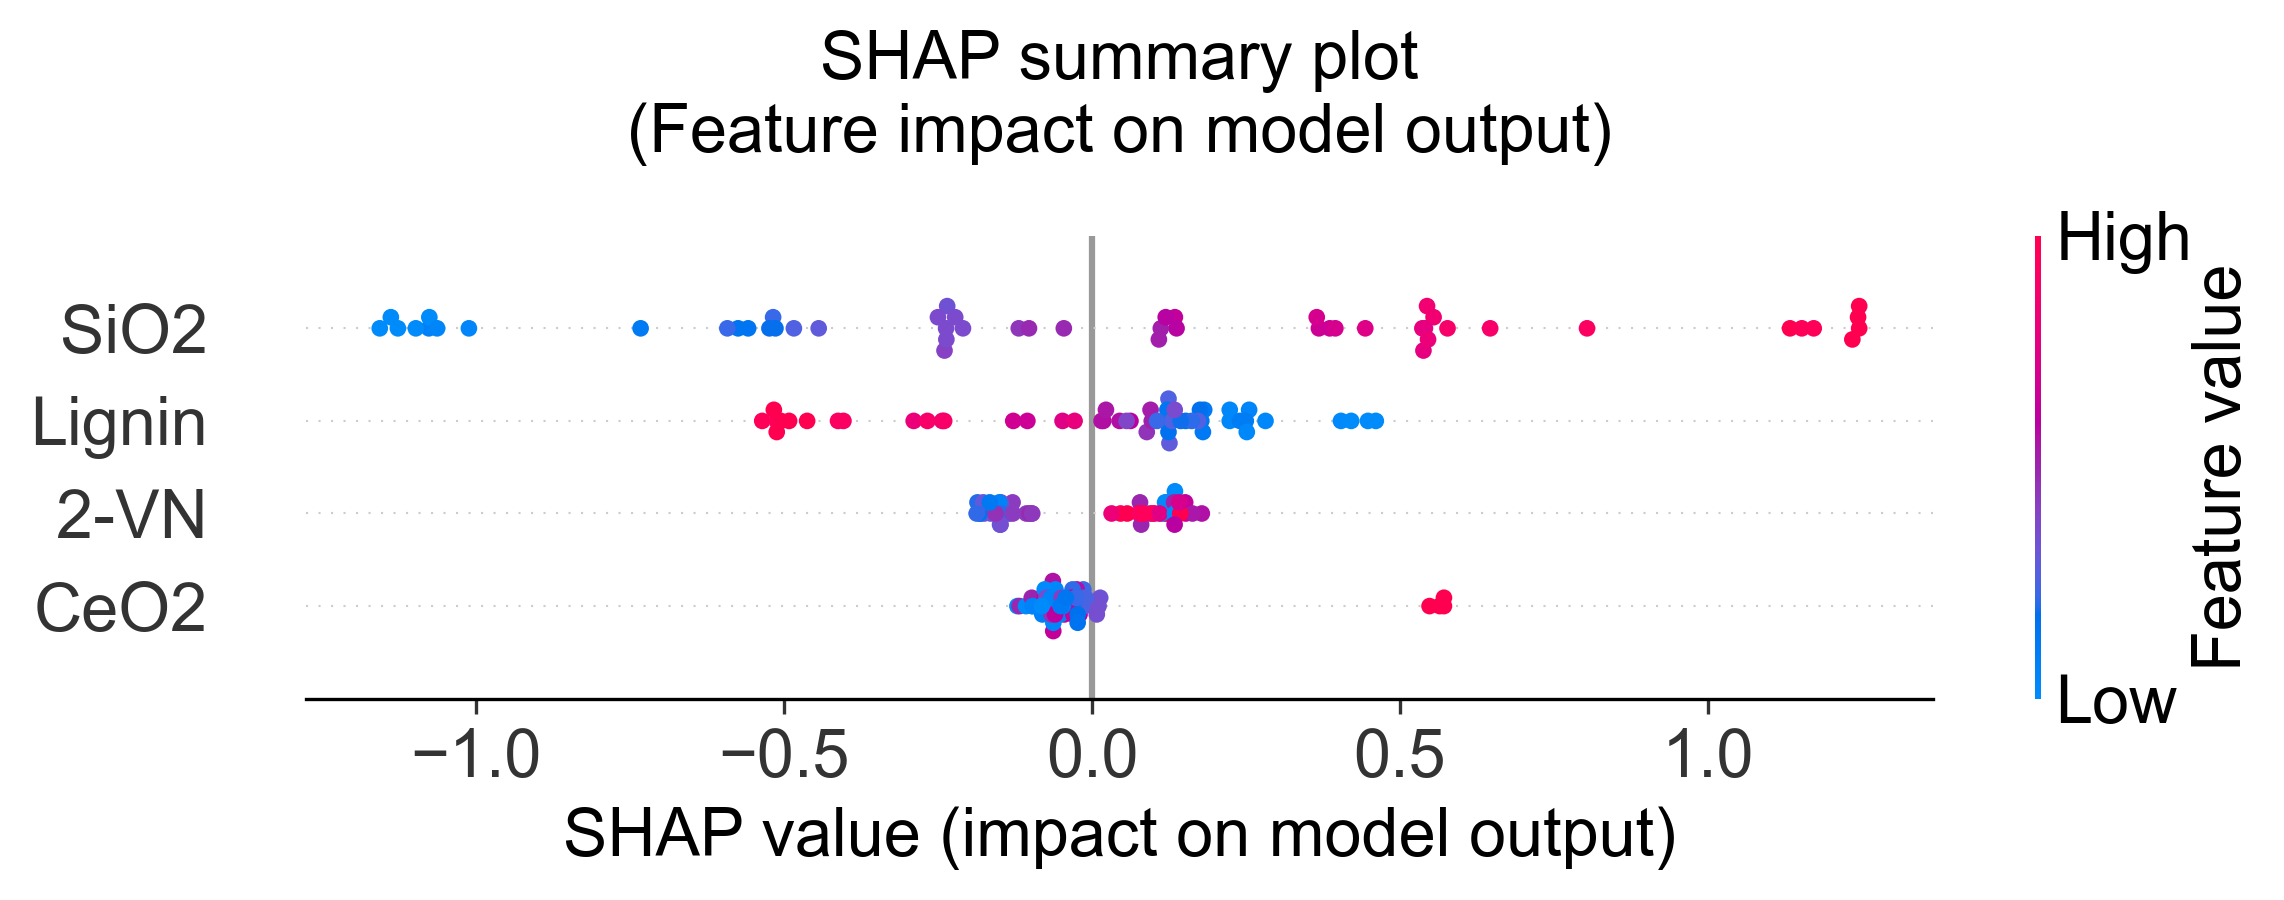 SHAP summary plot
(Feature impact on model output)
High
SiO2
Lignin
2-VN
CeO2
Feature value
Low
−1.0
−0.5
0.0
0.5
1.0
SHAP value (impact on model output)